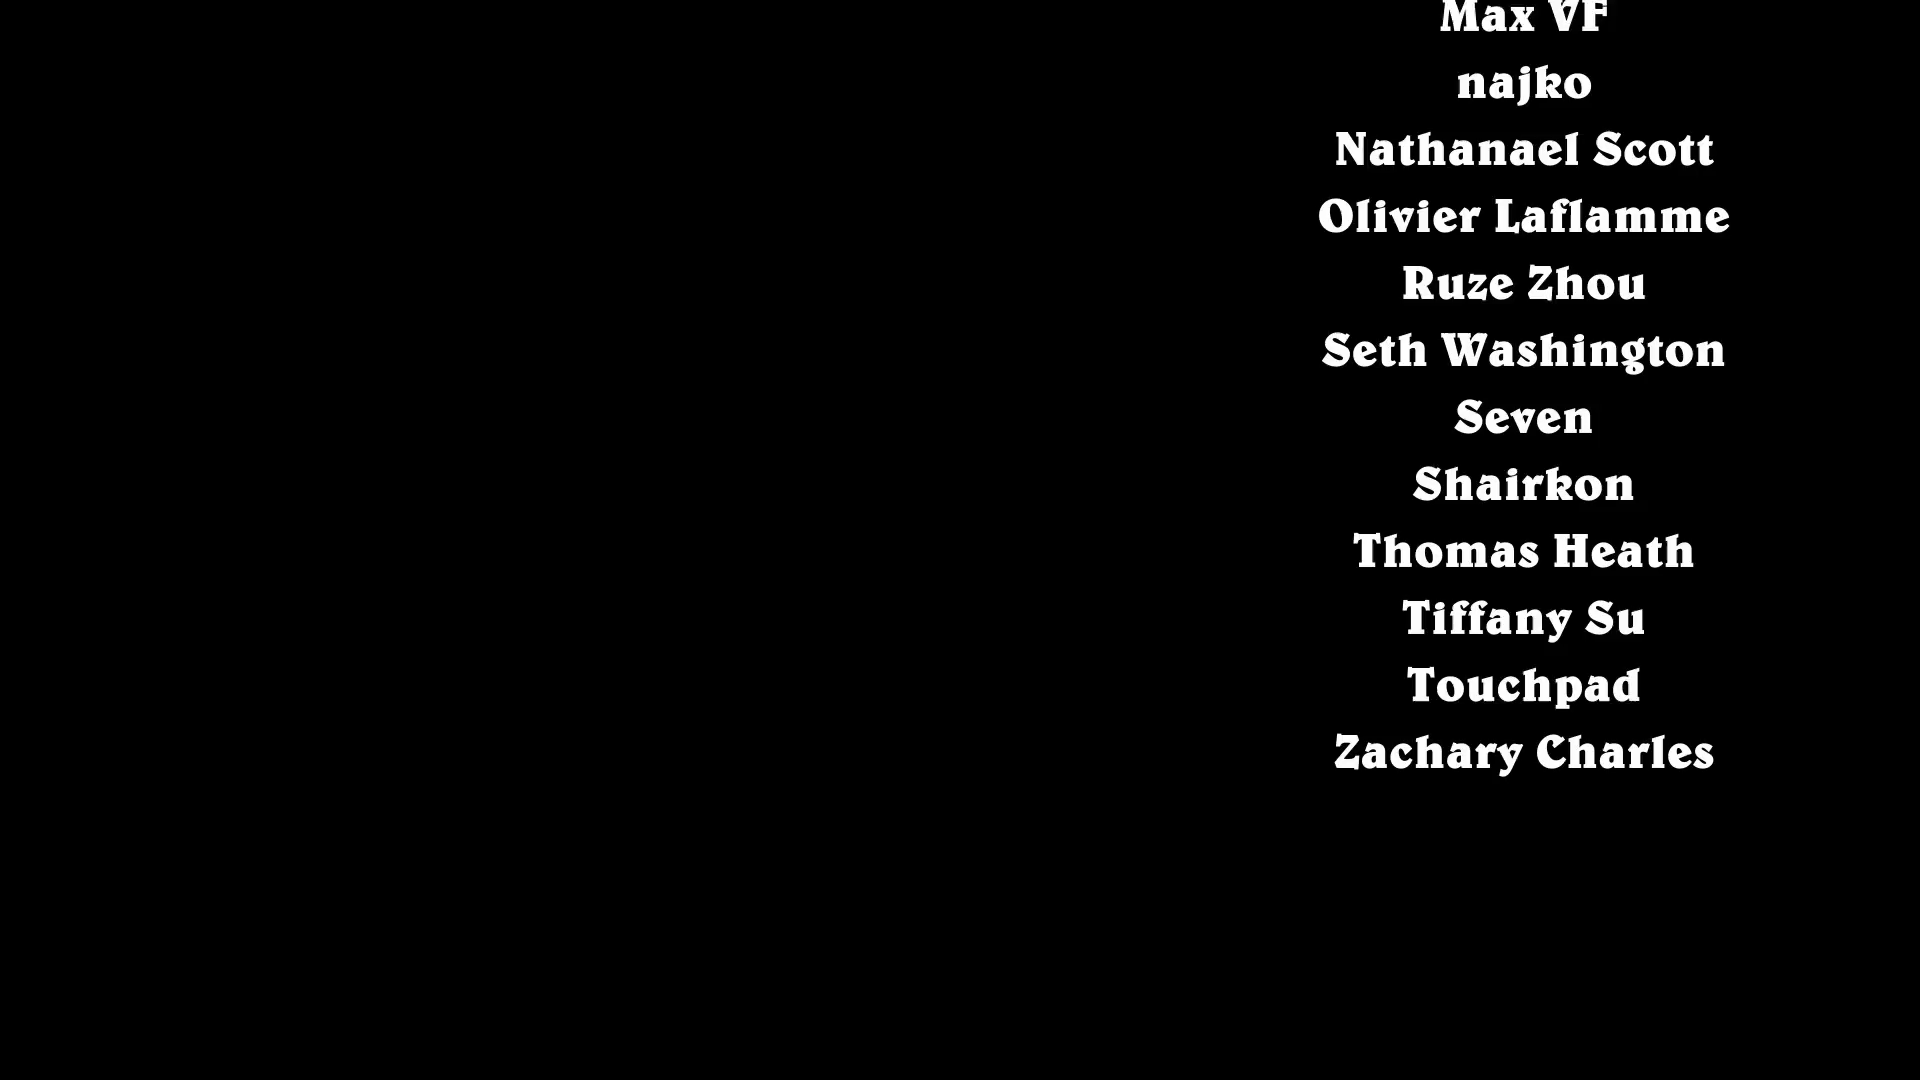 Max VF
najko
Nathanael Scott
Olivier Laflamme
Ruze Zhou
Seth Washington
Seven
Shairkon
Thomas Heath
Tiffany Su
Touchpad
Zachary Charles